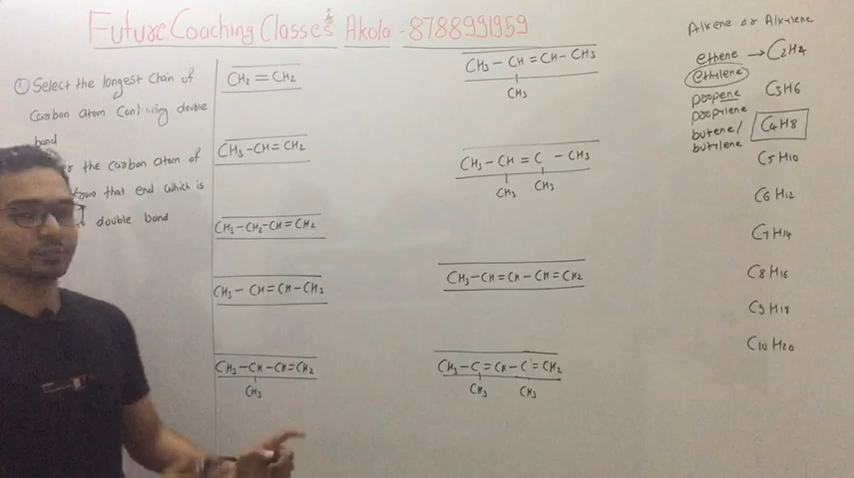 Future Coaching Classes Akola - 8788991959
① Select the longest chain of
Carbon atom Containing double
bond
the carbon atom of
from that end which is
double bond
CH₂ = CH₂
CH₃ - CH = CH₂
CH₃ - CH₂ - CH = CH₂
CH₃ - CH = CH - CH₃
CH₃ - CH - CH = CH₂
CH₃
CH₃ - CH = CH - CH₃
CH₃
CH₃ - CH = C - CH₃
CH₃ CH₃
CH₃ - CH = CH - CH = CH₂
CH₃ - C = CH - C = CH₂
CH₃ CH₃
Alkene or Alkylene
ethene → C₂H₄
ethylene
propene C₃H₆
propylene
butene/ C₄H₈
butylene
C₅H₁₀
C₆H₁₂
C₇H₁₄
C₈H₁₆
C₉H₁₈
C₁₀H₂₀